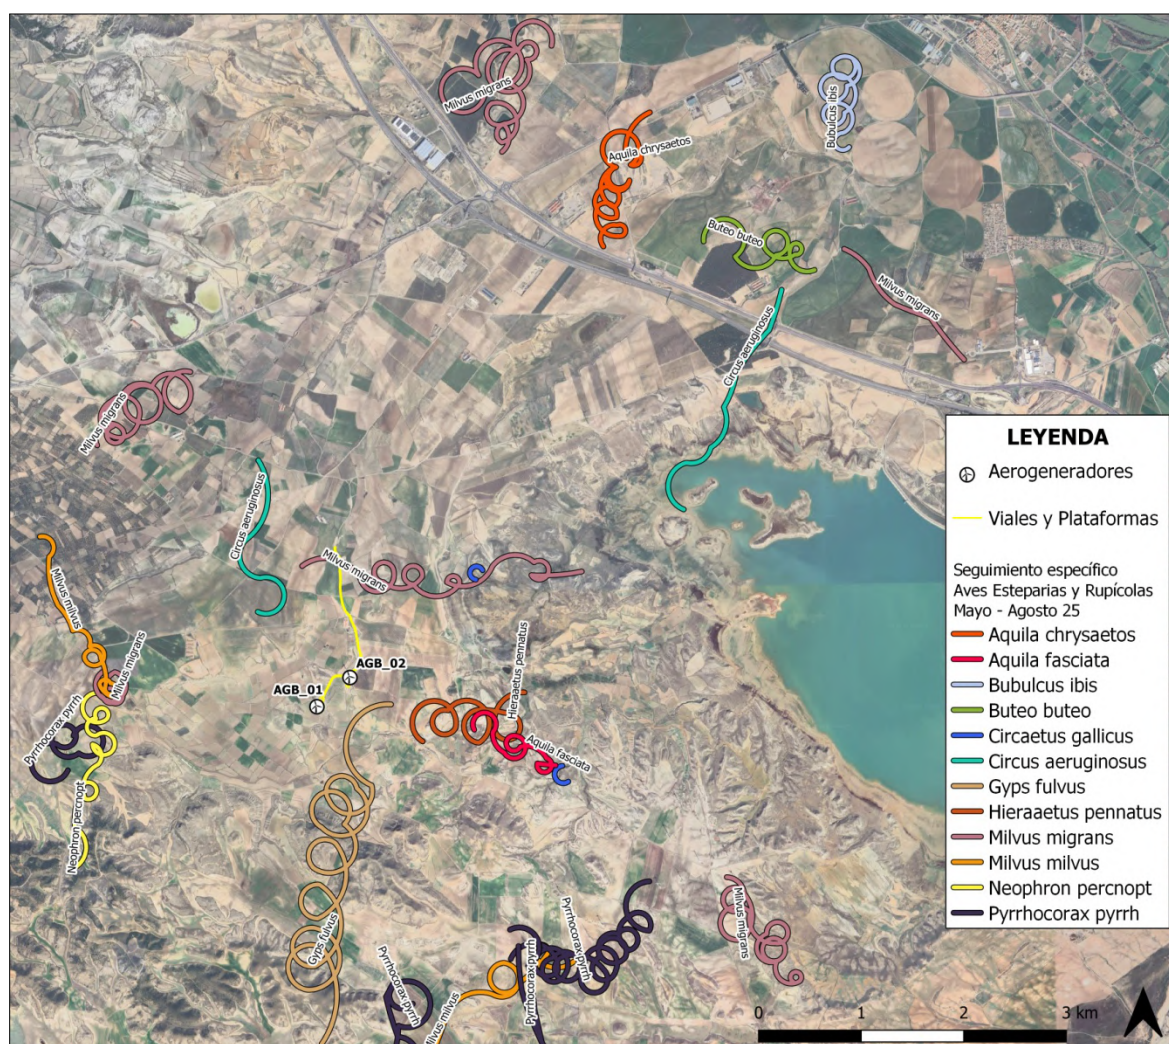 Milvus migrans
Aquila chrysaetos
Bubulcus ibis
Buteo buteo
Milvus migrans
Circus aeruginosus
Milvus migrans
Circus aeruginosus
Milvus migrans
Milvus milvus
Milvus migrans
Hieraaetus pennatus
AGB_02
AGB_01
Pyrrhocorax pyrrh
Aquila fasciata
Neophron percnopt
Gyps fulvus
Milvus migrans
Pyrrhocorax pyrrh
Pyrrhocorax pyrrh
Pyrrhocorax pyrrh
Milvus milvus
LEYENDA
Aerogeneradores
Viales y Plataformas
Seguimiento específico
Aves Esteparias y Rupícolas
Mayo - Agosto 25
Aquila chrysaetos
Aquila fasciata
Bubulcus ibis
Buteo buteo
Circaetus gallicus
Circus aeruginosus
Gyps fulvus
Hieraaetus pennatus
Milvus migrans
Milvus milvus
Neophron percnopt
Pyrrhocorax pyrrh
0 1 2 3 km